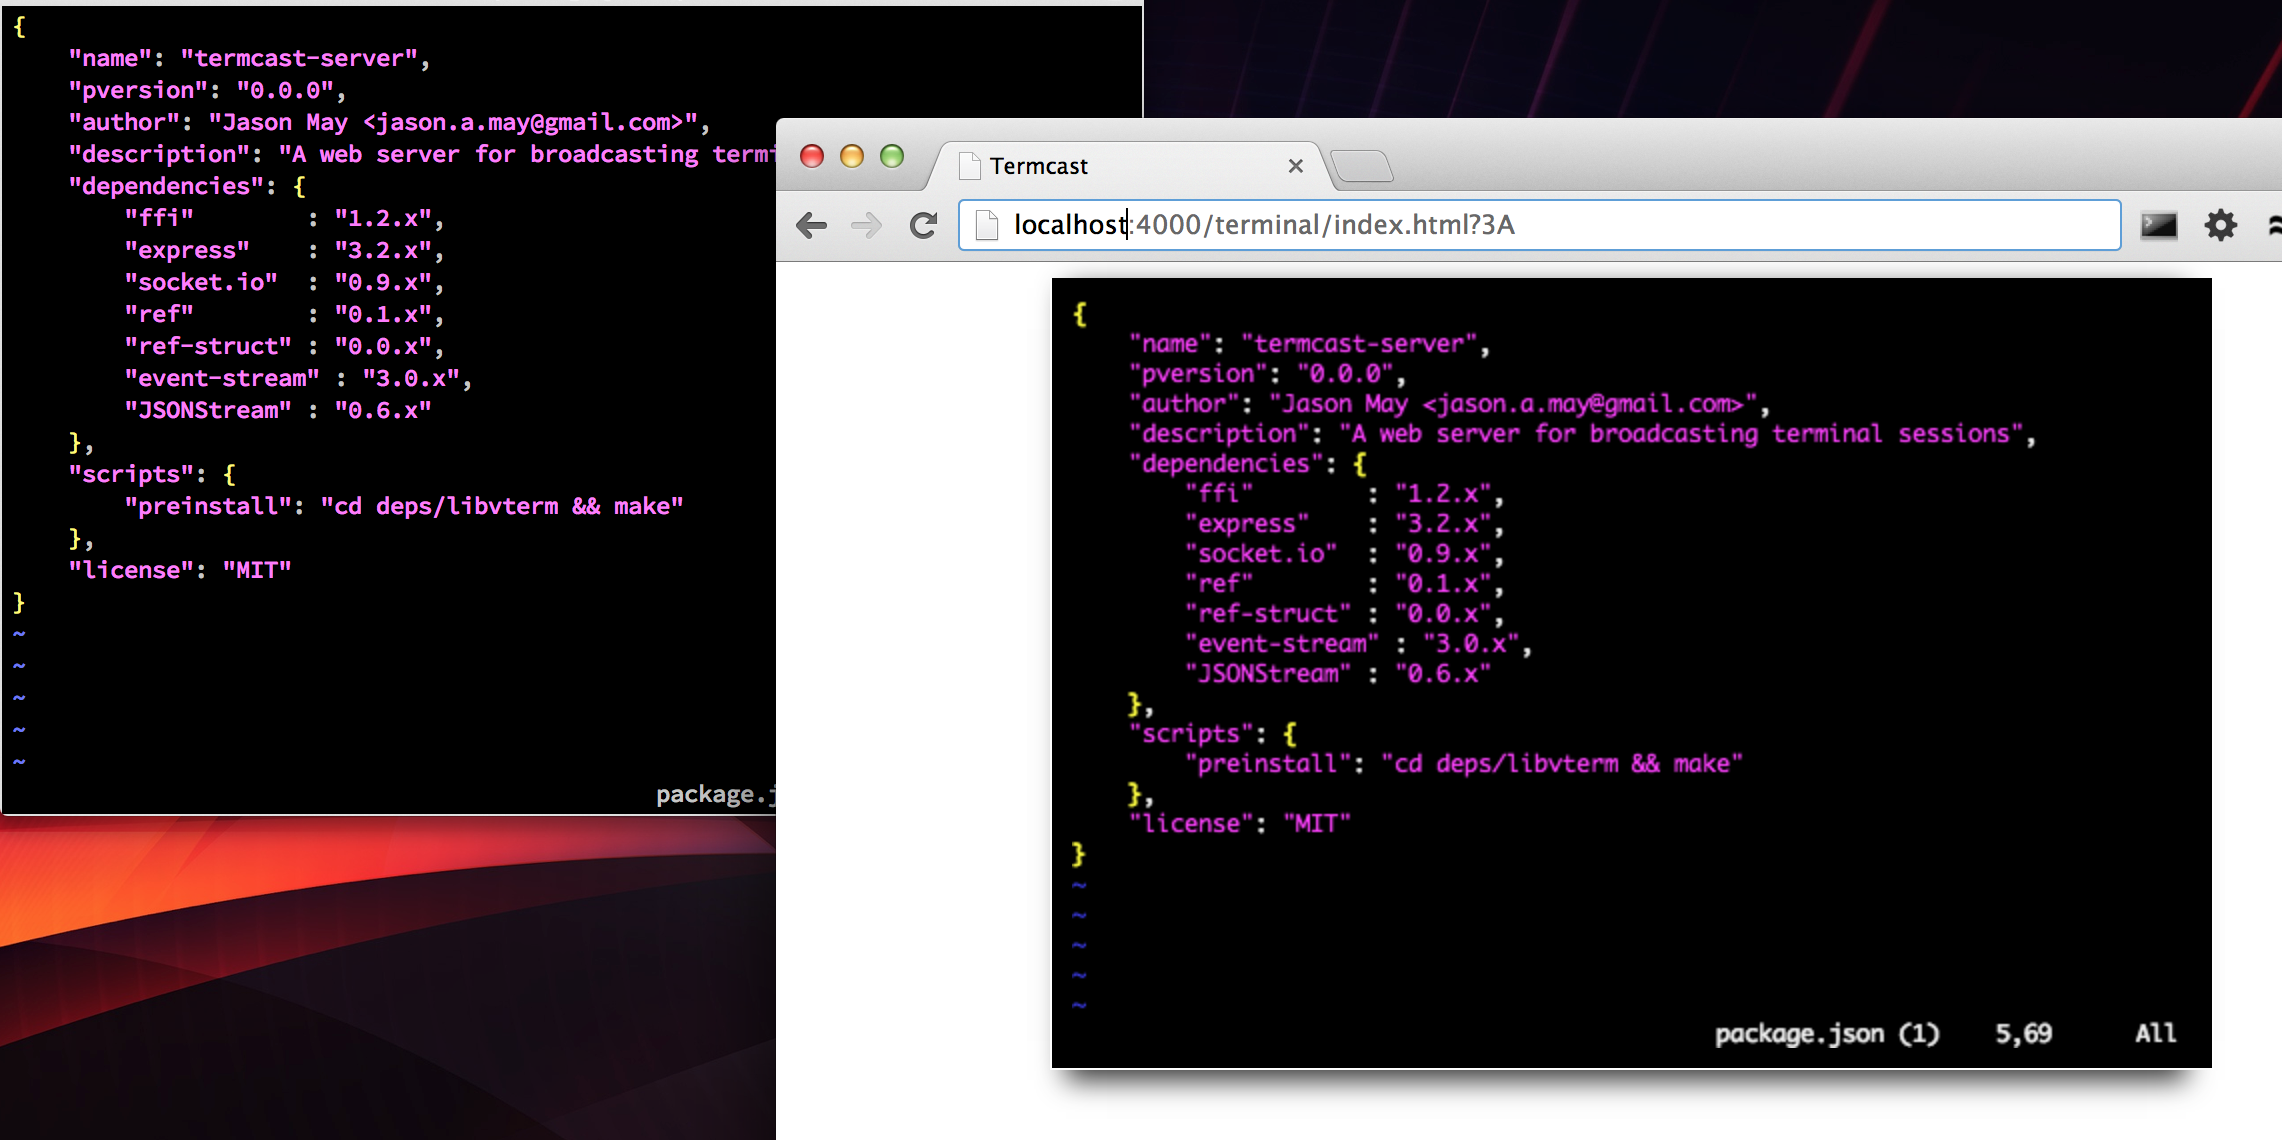 {
    "name": "termcast-server",
    "pversion": "0.0.0",
    "author": "Jason May <jason.a.may@gmail.com>",
    "description": "A web server for broadcasting termi
    "dependencies": {
        "ffi"        : "1.2.x",
        "express"    : "3.2.x",
        "socket.io"  : "0.9.x",
        "ref"        : "0.1.x",
        "ref-struct" : "0.0.x",
        "event-stream" : "3.0.x",
        "JSONStream" : "0.6.x"
    },
    "scripts": {
        "preinstall": "cd deps/libvterm && make"
    },
    "license": "MIT"
}
~
~
~
~
~
package.j
Termcast
localhost:4000/terminal/index.html?3A
{
    "name": "termcast-server",
    "pversion": "0.0.0",
    "author": "Jason May <jason.a.may@gmail.com>",
    "description": "A web server for broadcasting terminal sessions",
    "dependencies": {
        "ffi"        : "1.2.x",
        "express"    : "3.2.x",
        "socket.io"  : "0.9.x",
        "ref"        : "0.1.x",
        "ref-struct" : "0.0.x",
        "event-stream" : "3.0.x",
        "JSONStream" : "0.6.x"
    },
    "scripts": {
        "preinstall": "cd deps/libvterm && make"
    },
    "license": "MIT"
}
~
~
~
~
~
package.json (1)    5,69      All